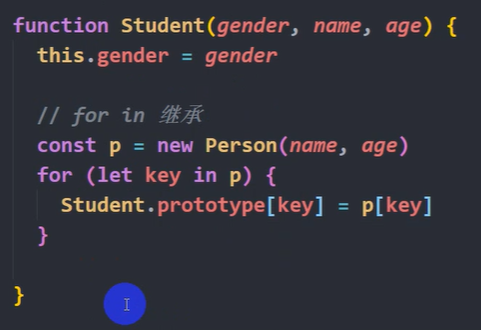 function Student(gender, name, age) {
this.gender = gender
// for in 继承
const p = new Person(name, age)
for (let key in p) {
Student.prototype[key] = p[key]
}
}